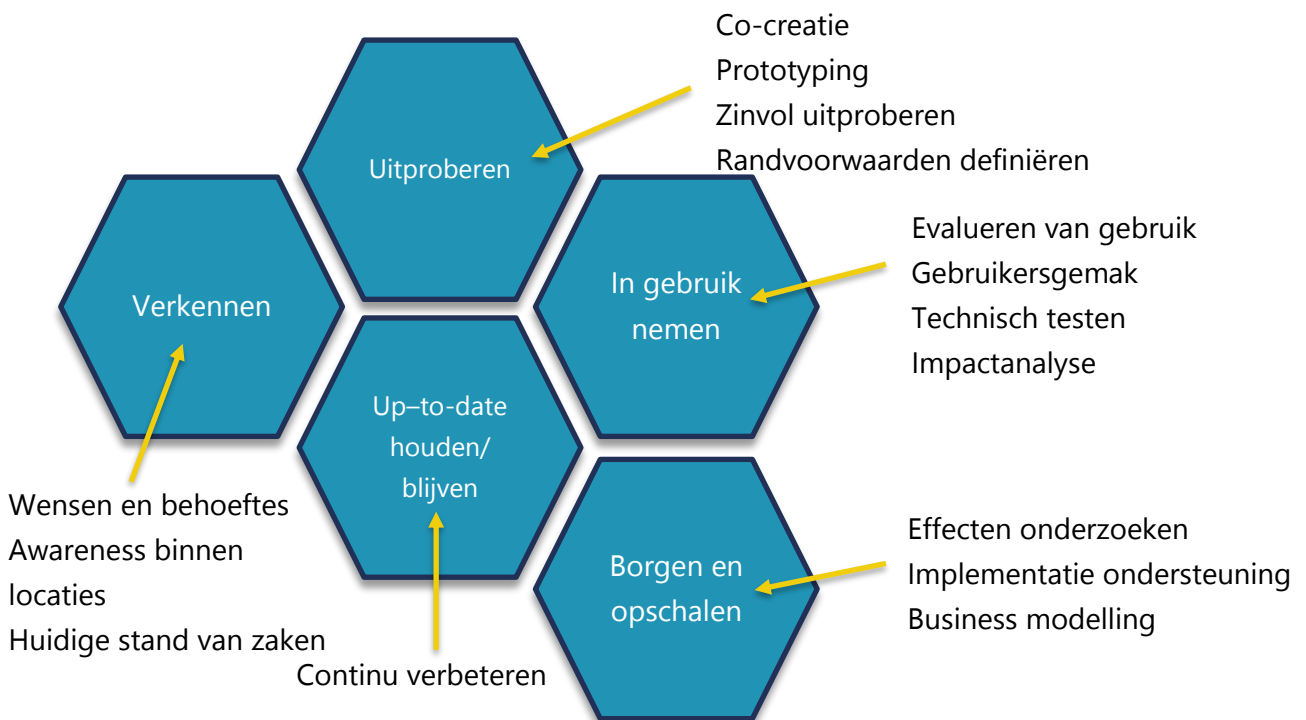 Co-creatie
Prototyping
Zinvol uitproberen
Randvoorwaarden definiëren
Uitproberen
Evalueren van gebruik
Gebruikersgemak
Technisch testen
Impactanalyse
In gebruik
nemen
Verkennen
Up–to-date
houden/
blijven
Wensen en behoeftes
Awareness binnen
locaties
Huidige stand van zaken
Continu verbeteren
Borgen en
opschalen
Effecten onderzoeken
Implementatie ondersteuning
Business modelling